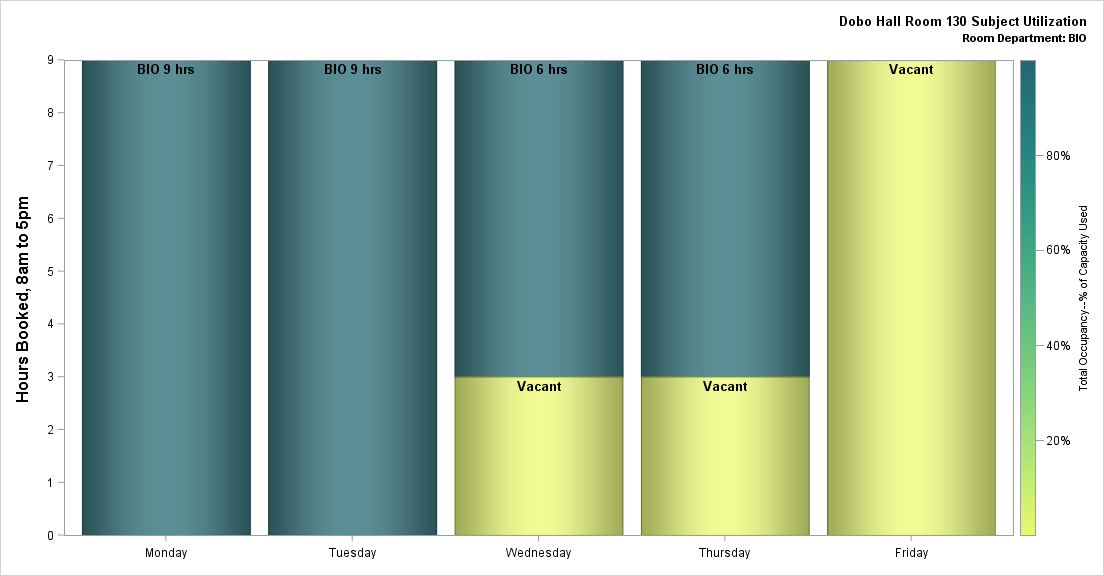 Dobo Hall Room 130 Subject Utilization
Room Department: BIO
Hours Booked, 8am to 5pm
9
8
7
6
5
4
3
2
1
0
BIO 9 hrs
BIO 9 hrs
BIO 6 hrs
BIO 6 hrs
Vacant
Vacant
Vacant
Monday
Tuesday
Wednesday
Thursday
Friday
80%
60%
40%
20%
Total Occupancy--% of Capacity Used